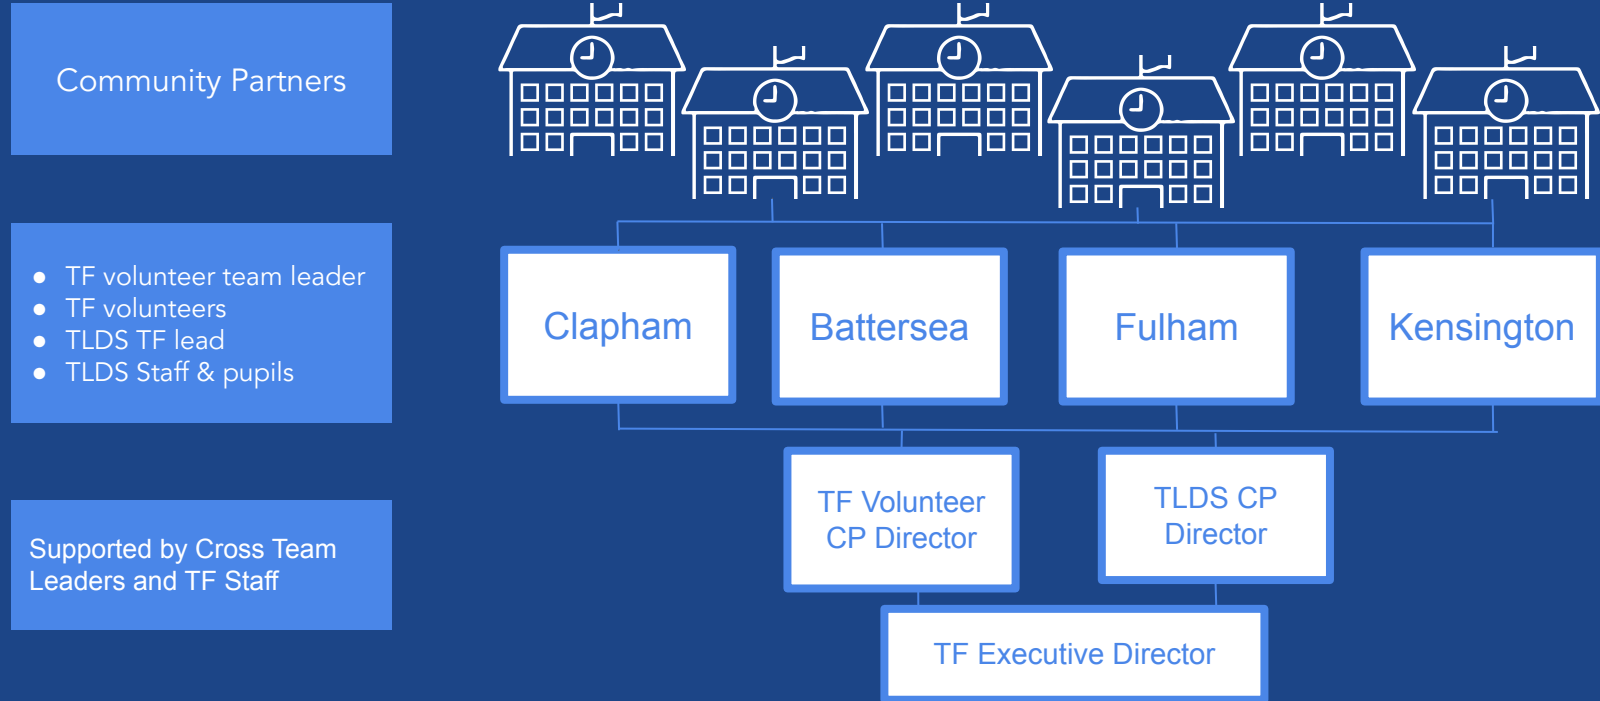 Community Partners
● TF volunteer team leader
● TF volunteers
● TLDS TF lead
● TLDS Staff & pupils
Clapham
Battersea
Fulham
Kensington
Supported by Cross Team
Leaders and TF Staff
TF Volunteer
CP Director
TLDS CP
Director
TF Executive Director